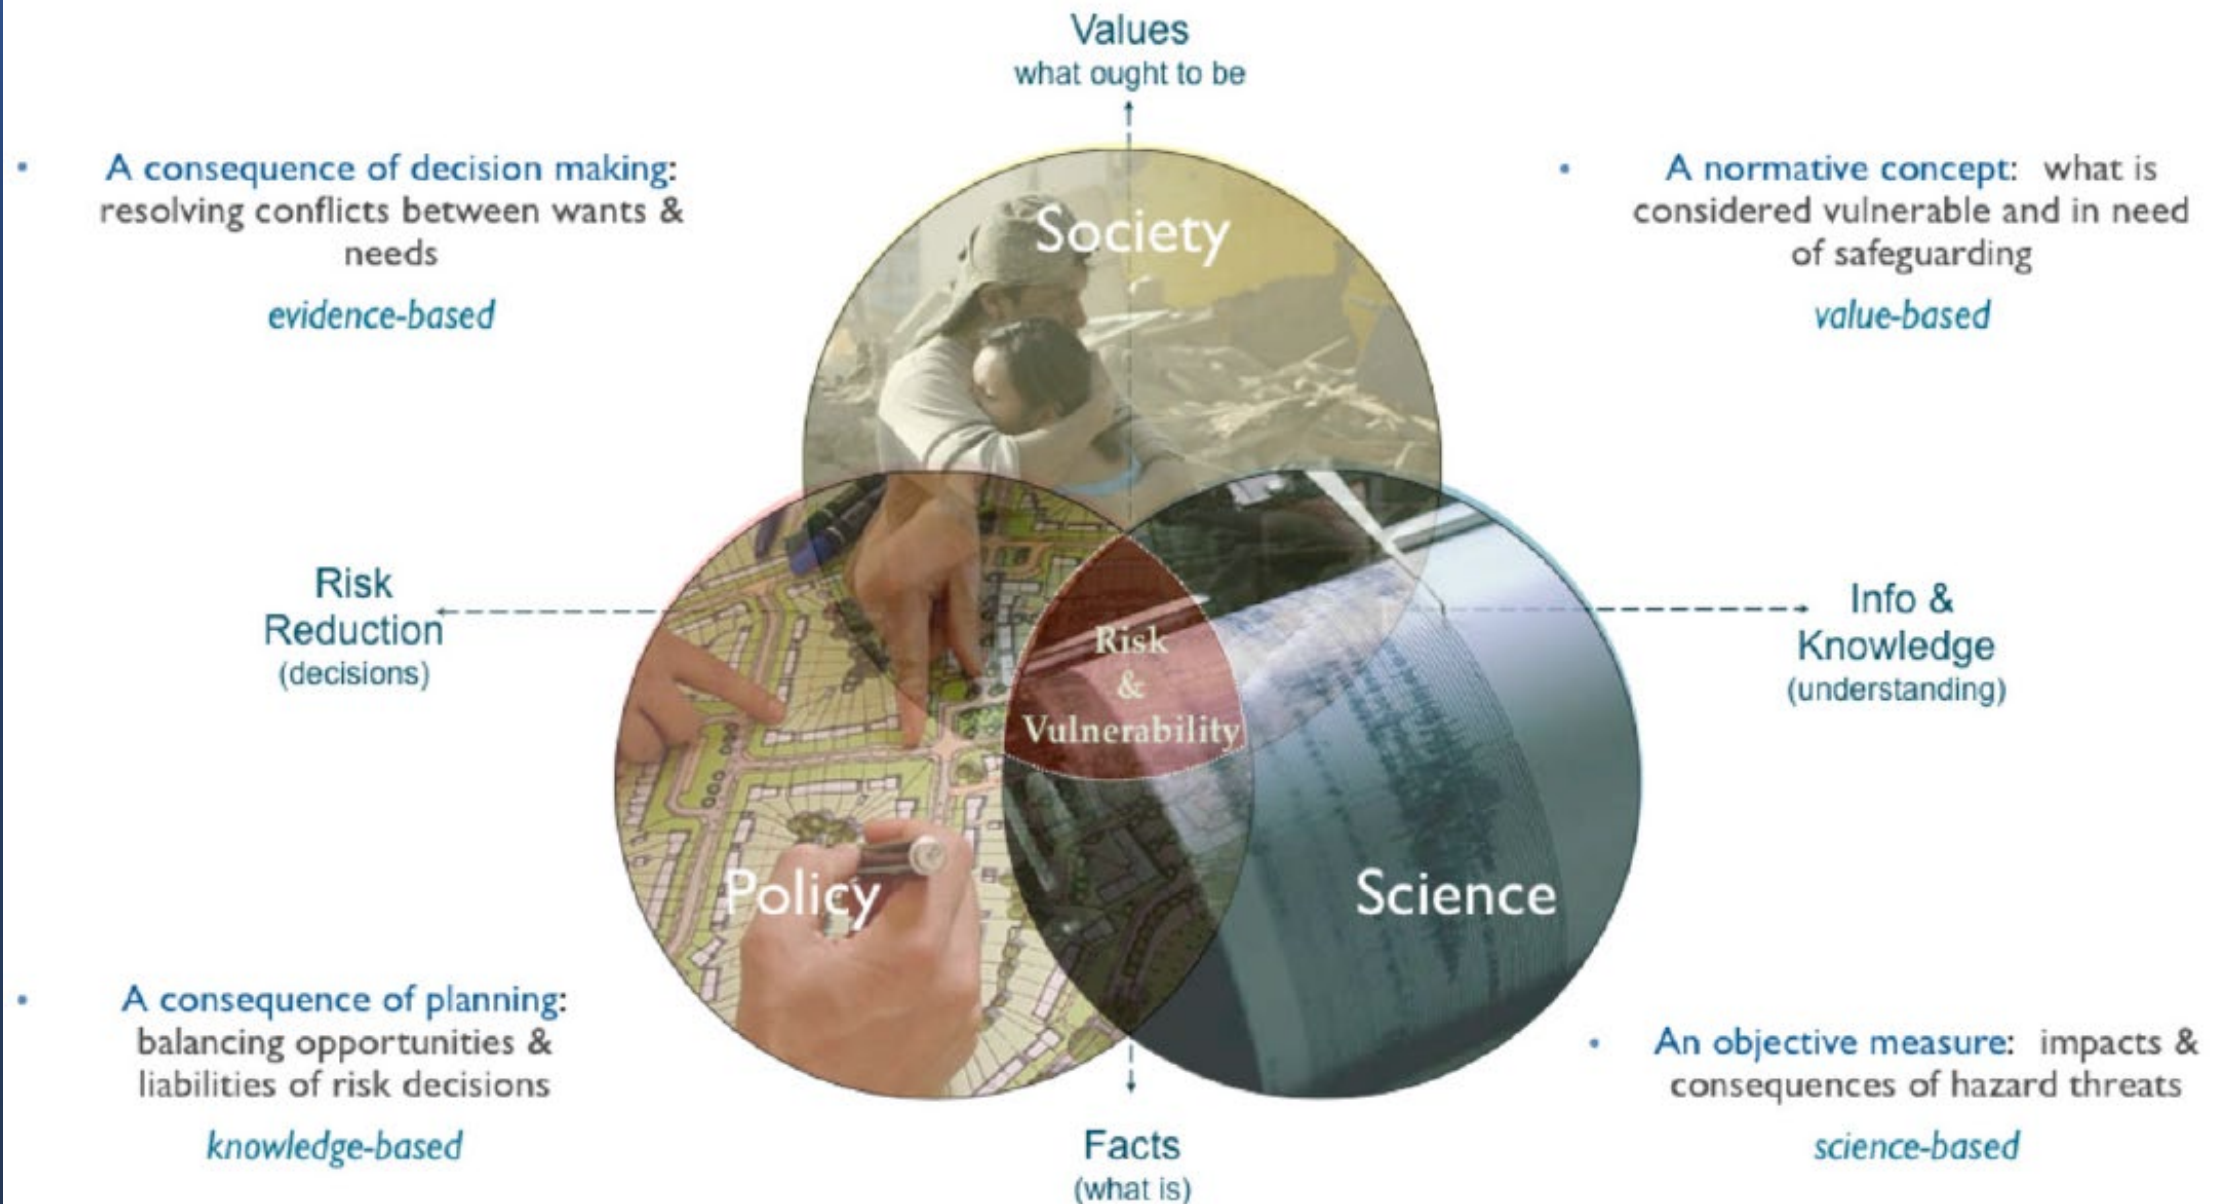 Values
what ought to be
• A consequence of decision making:
resolving conflicts between wants &
needs
evidence-based
• A normative concept: what is
considered vulnerable and in need
of safeguarding
value-based
Society
Risk
Reduction
(decisions)
Info &
Knowledge
(understanding)
Risk
&
Vulnerability
Policy
Science
• A consequence of planning:
balancing opportunities &
liabilities of risk decisions
knowledge-based
• An objective measure: impacts &
consequences of hazard threats
science-based
Facts
(what is)